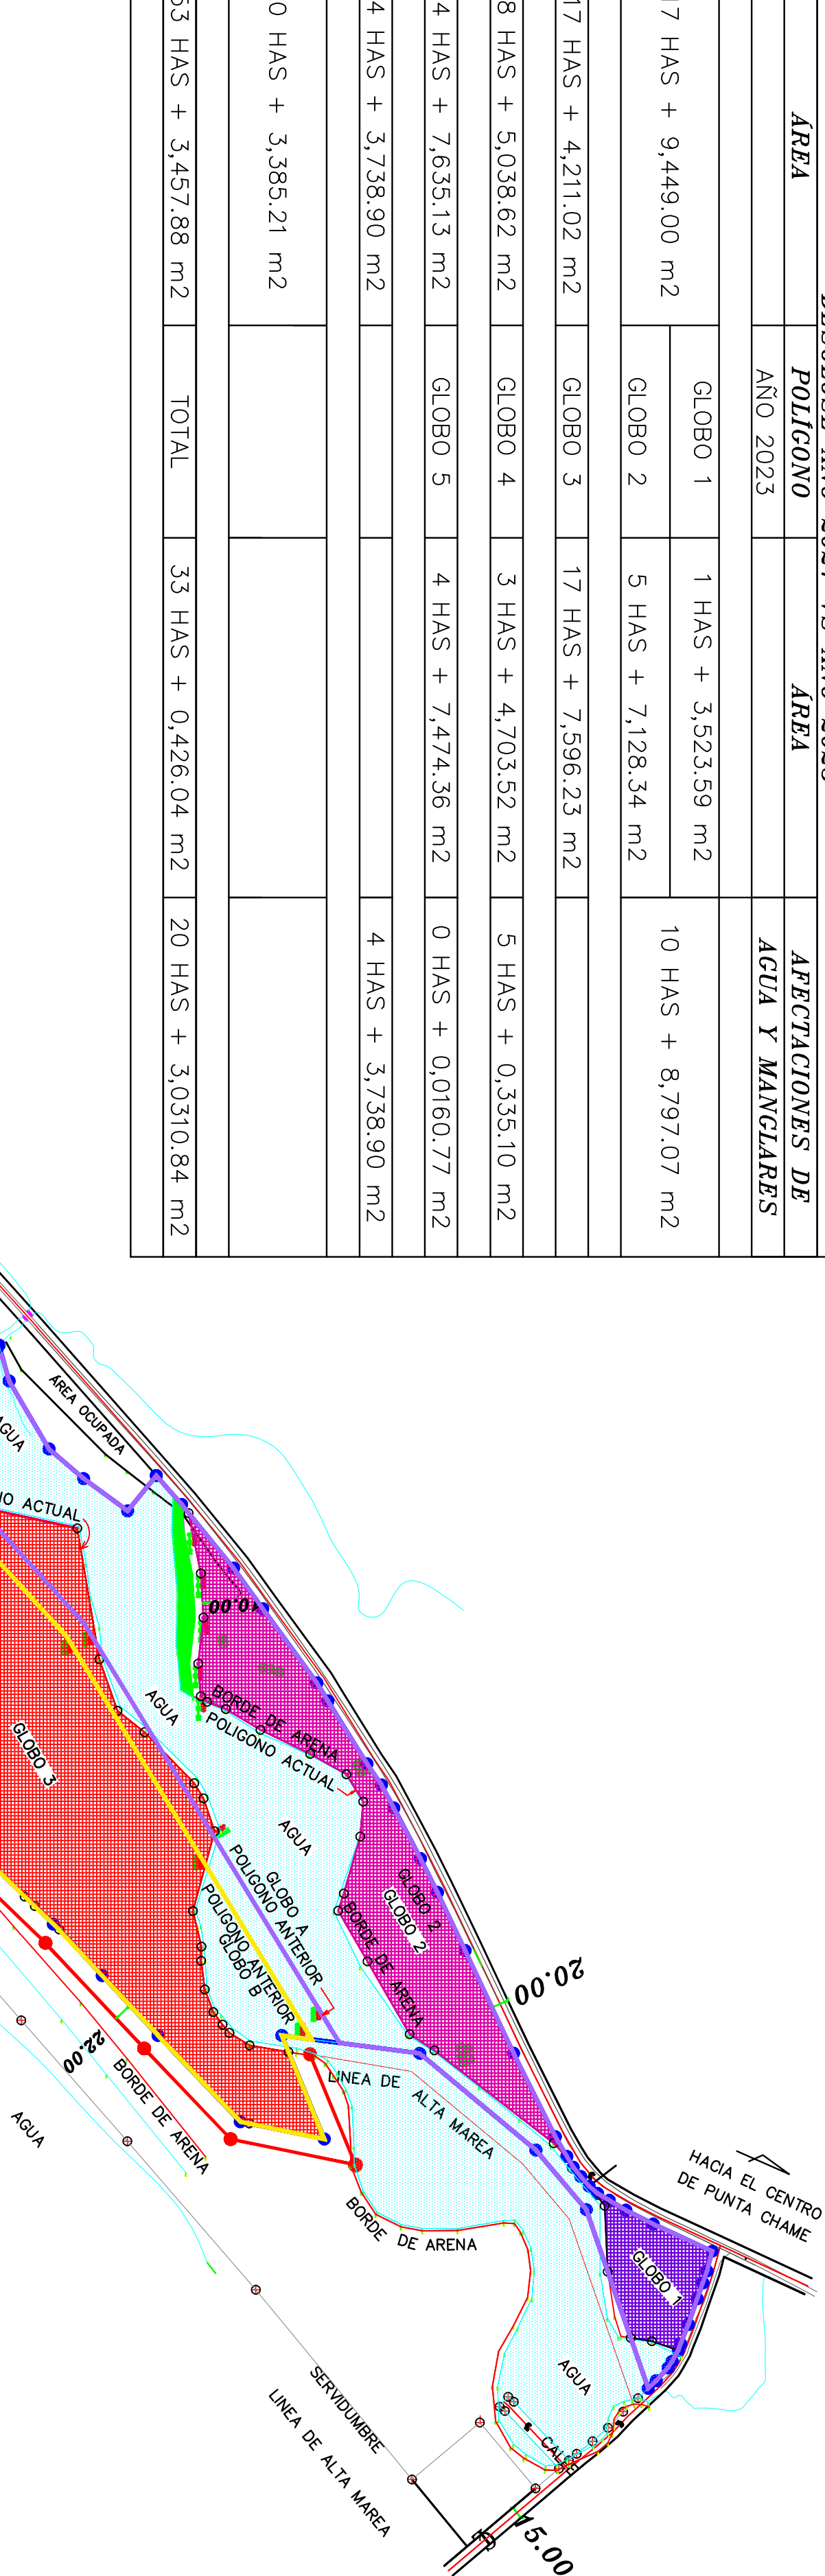 ÁREA	POLÍGONO	ÁREA	AFECTACIONES DE
AÑO 2023	AGUA Y MANGLARES
17 HAS + 9,449.00 m2	GLOBO 1	1 HAS + 3,523.59 m2	10 HAS + 8,797.07 m2
GLOBO 2	5 HAS + 7,128.34 m2
17 HAS + 4,211.02 m2	GLOBO 3	17 HAS + 7,596.23 m2
8 HAS + 5,038.62 m2	GLOBO 4	3 HAS + 4,703.52 m2	5 HAS + 0,335.10 m2
4 HAS + 7,635.13 m2	GLOBO 5	4 HAS + 7,474.36 m2	0 HAS + 0,0160.77 m2
4 HAS + 3,738.90 m2	4 HAS + 3,738.90 m2
0 HAS + 3,385.21 m2
53 HAS + 3,457.88 m2	TOTAL	33 HAS + 0,426.04 m2	20 HAS + 3,0310.84 m2
ÁREA OCUPADA
AGUA
ACTUAL
10.00
BORDE DE ARENA
POLIGONO ACTUAL
AGUA
GLOBO 3
AGUA
GLOBO 2
GLOBO 2
BORDE DE ARENA
GLOBO A
POLIGONO ANTERIOR
POLIGONO ANTERIOR
GLOBO B
20.00
22.00
LINEA DE ALTA MAREA
BORDE DE ARENA
AGUA
BORDE DE ARENA
HACIA EL CENTRO
DE PUNTA CHAME
GLOBO 1
AGUA
SERVIDUMBRE
LINEA DE ALTA MAREA
15.00